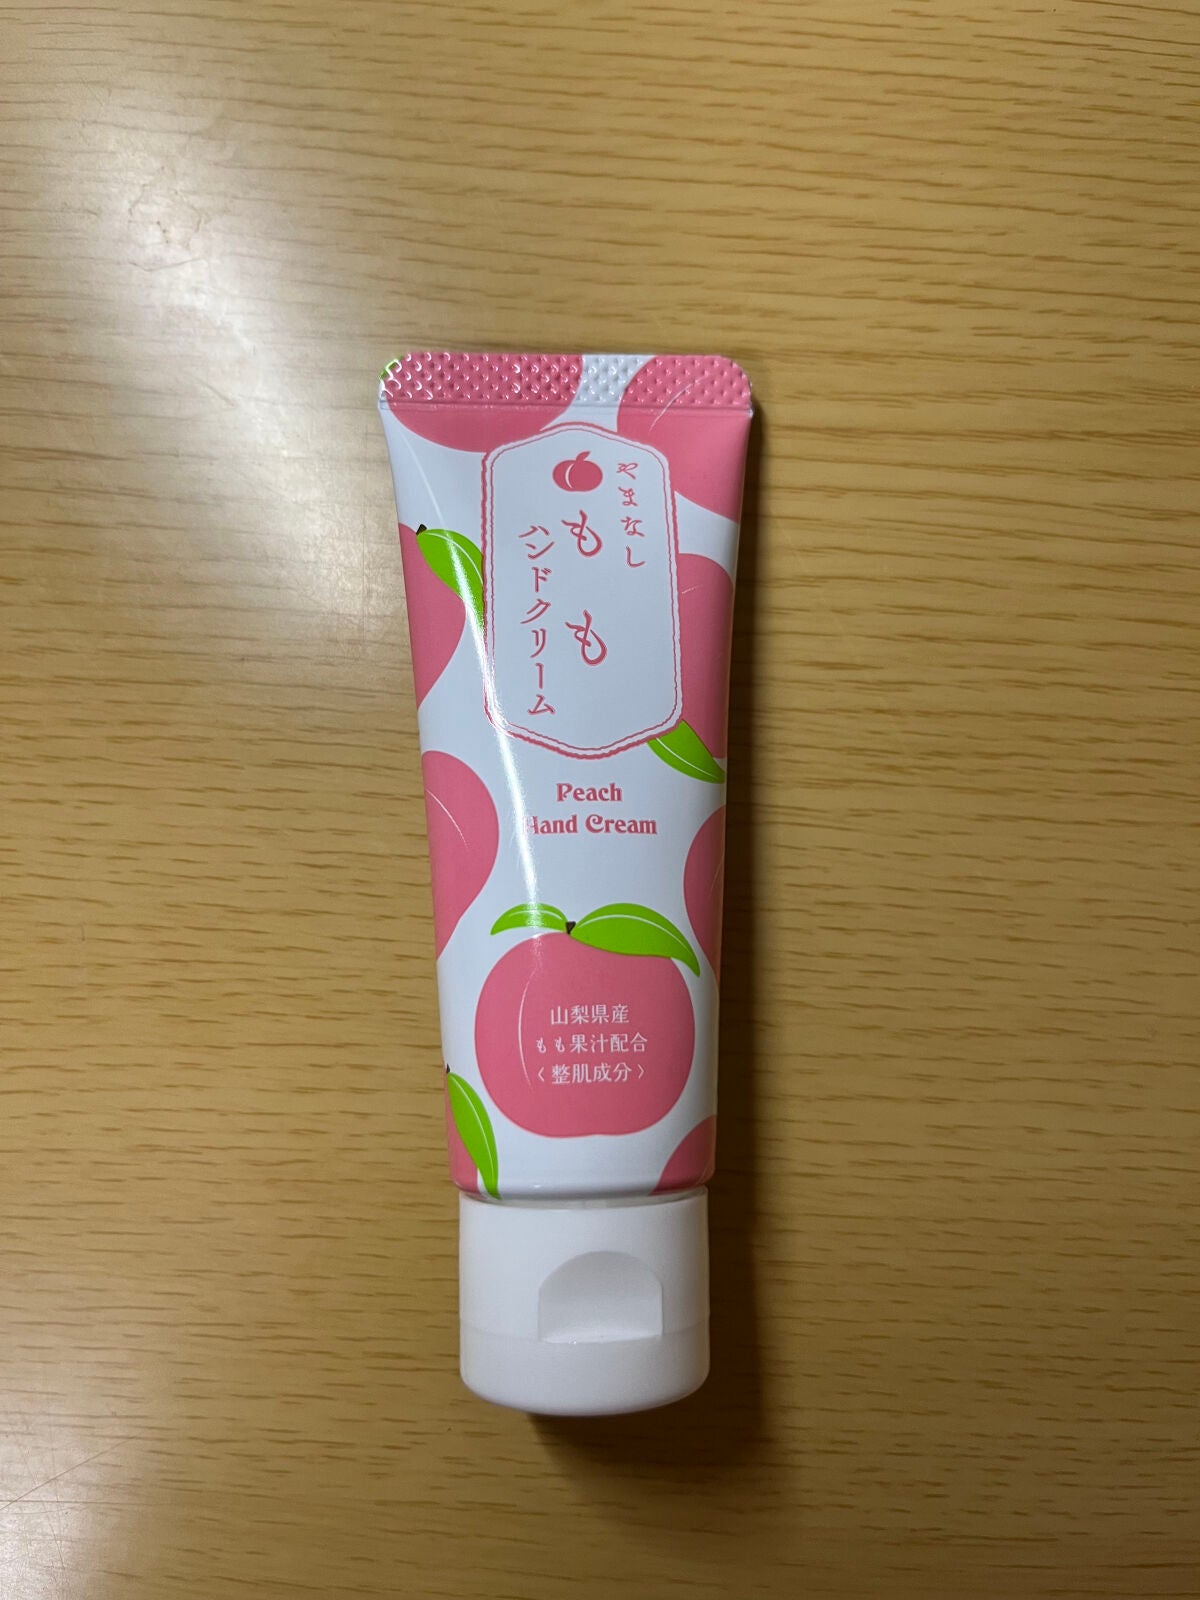 やまなし
もも
ハンドクリーム
Peach
Hand Cream
山梨県産
もも果汁配合
〈整肌成分〉